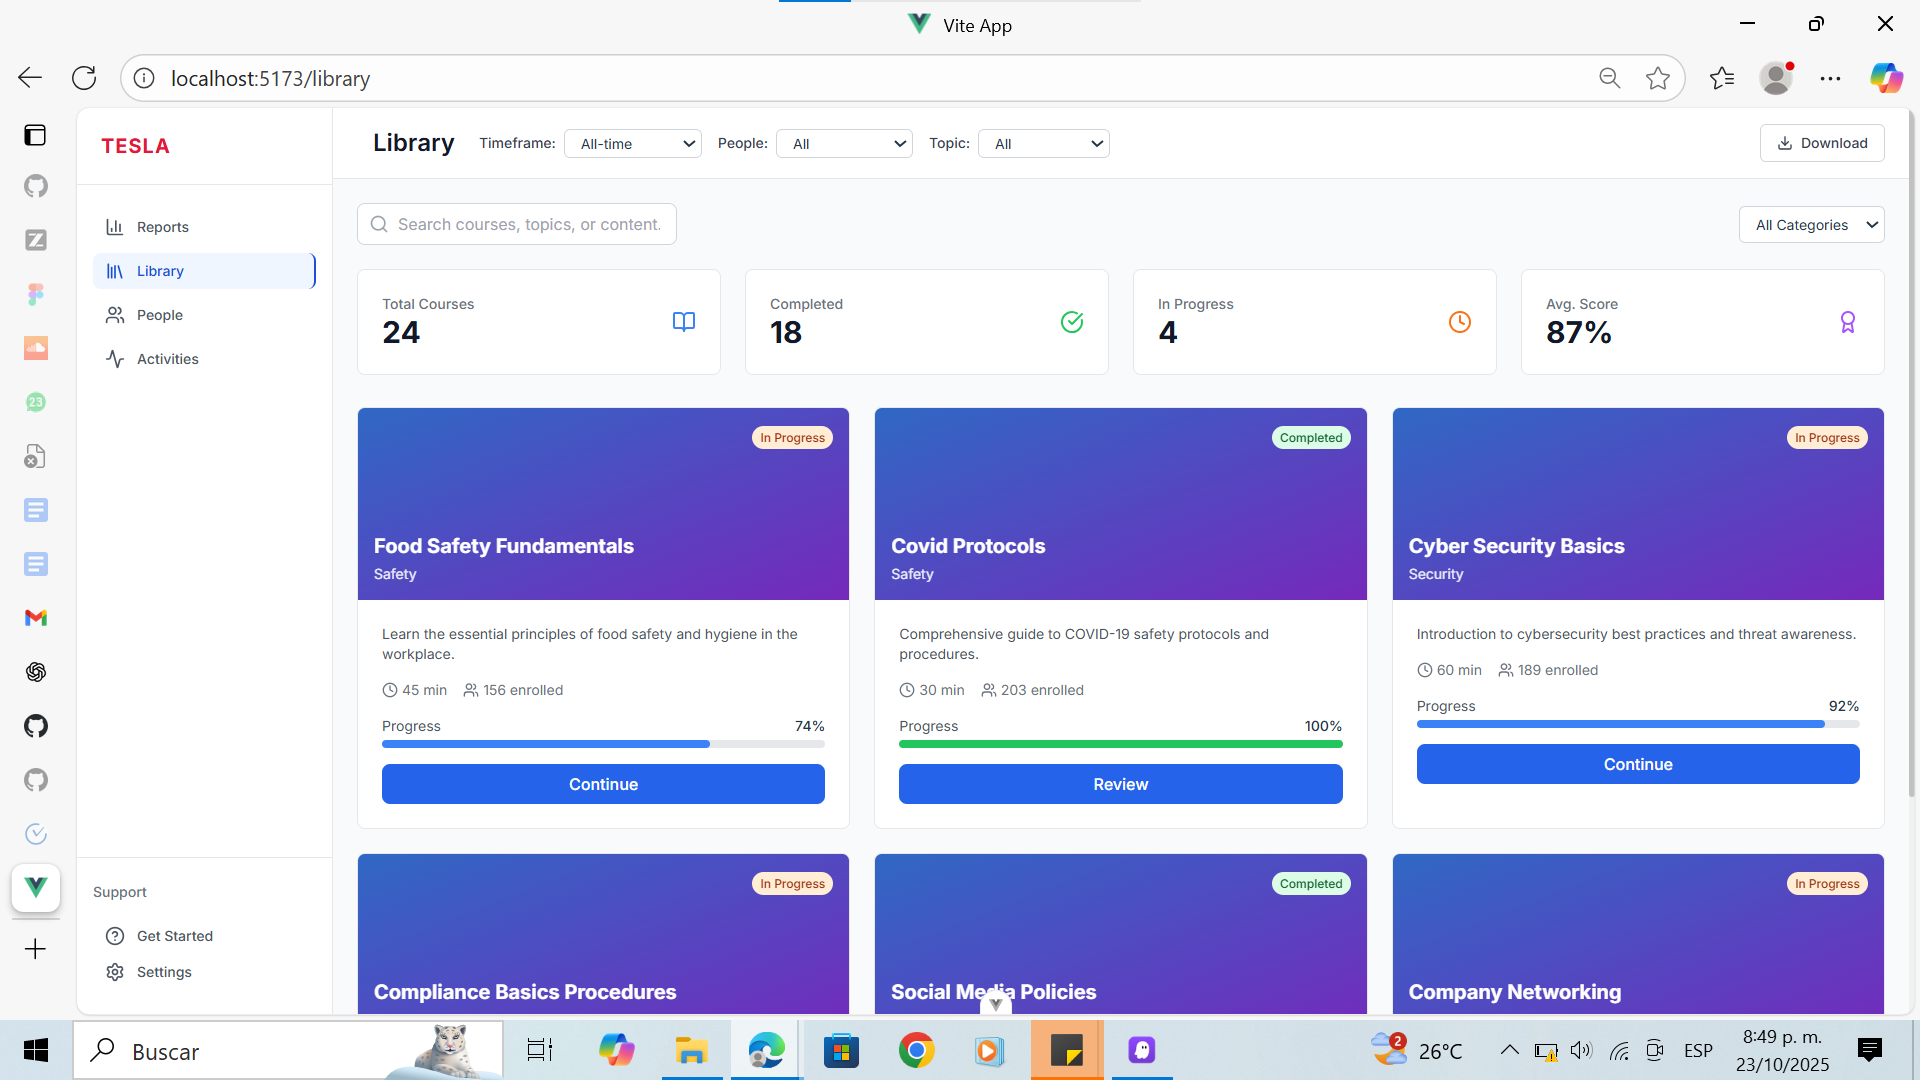 Vite App
localhost:5173/library
TESLA
Library
Timeframe: All-time
People: All
Topic: All
Download
Reports
Library
People
Activities
Search courses, topics, or content.
All Categories
Total Courses
24
Completed
18
In Progress
4
Avg. Score
87%
In Progress
Food Safety Fundamentals
Safety
Learn the essential principles of food safety and hygiene in the
workplace.
45 min 156 enrolled
Progress 74%
Continue
Completed
Covid Protocols
Safety
Comprehensive guide to COVID-19 safety protocols and
procedures.
30 min 203 enrolled
Progress 100%
Review
In Progress
Cyber Security Basics
Security
Introduction to cybersecurity best practices and threat awareness.
60 min 189 enrolled
Progress 92%
Continue
In Progress
Compliance Basics Procedures
Completed
Social Media Policies
In Progress
Company Networking
Support
Get Started
Settings
23
Buscar
2
26°C
ESP
8:49 p. m.
23/10/2025